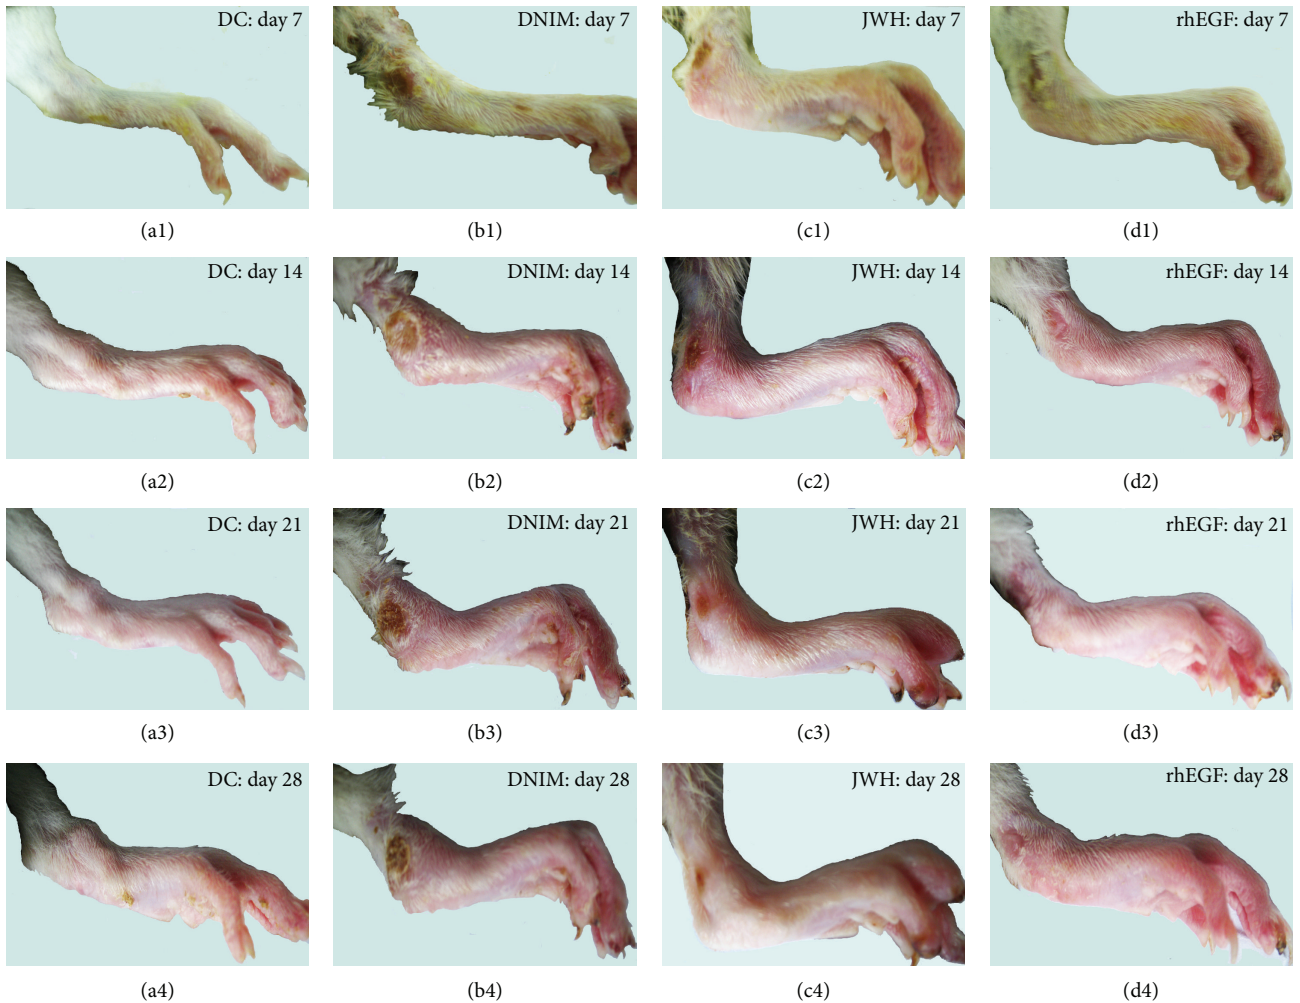 DC: day 7
DNIM: day 7
JWH: day 7
rhEGF: day 7
(a1)
(b1)
(c1)
(d1)
DC: day 14
DNIM: day 14
JWH: day 14
rhEGF: day 14
(a2)
(b2)
(c2)
(d2)
DC: day 21
DNIM: day 21
JWH: day 21
rhEGF: day 21
(a3)
(b3)
(c3)
(d3)
DC: day 28
DNIM: day 28
JWH: day 28
rhEGF: day 28
(a4)
(b4)
(c4)
(d4)